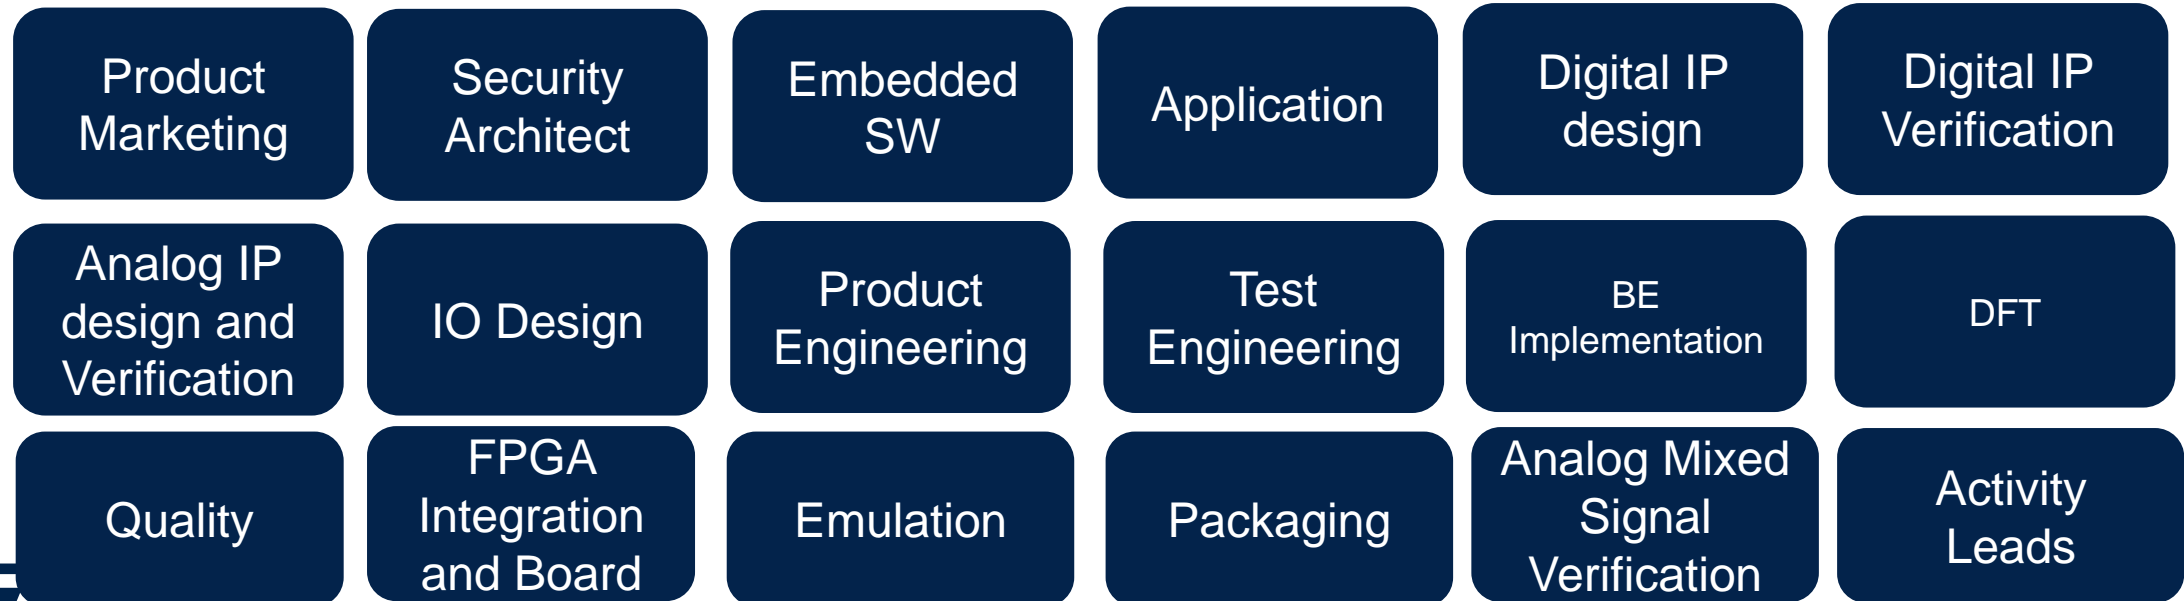 Product
Marketing
Security
Architect
Embedded
SW
Application
Digital IP
design
Digital IP
Verification
Analog IP
design and
Verification
IO Design
Product
Engineering
Test
Engineering
BE
Implementation
DFT
Quality
FPGA
Integration
and Board
Emulation
Packaging
Analog Mixed
Signal
Verification
Activity
Leads